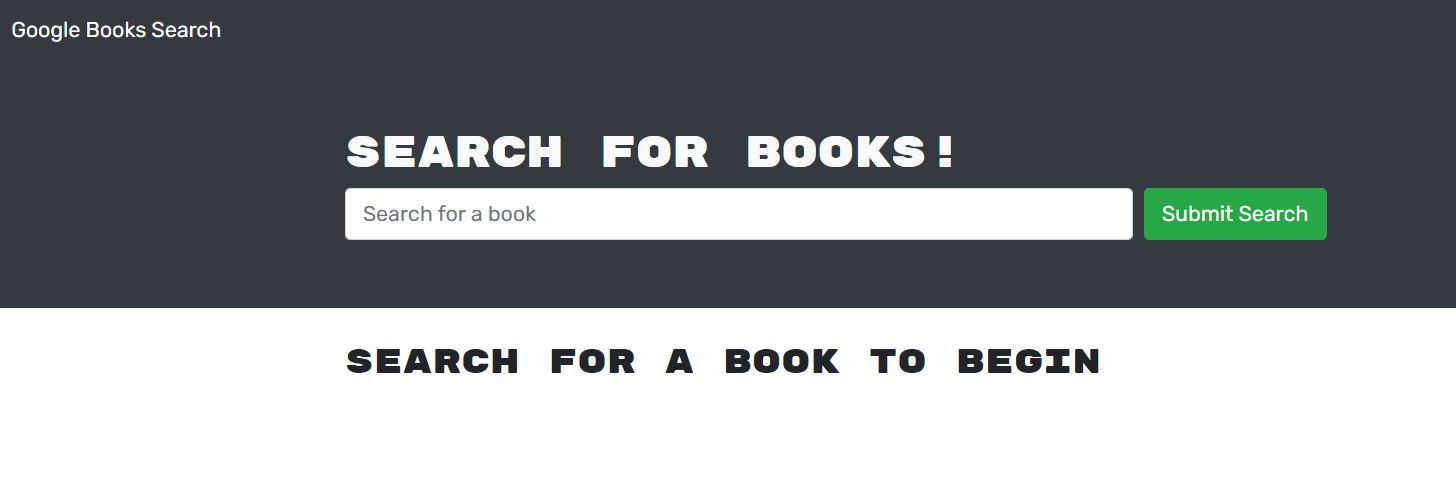 Google Books Search
SEARCH FOR BOOKS!
Search for a book
Submit Search
SEARCH FOR A BOOK TO BEGIN